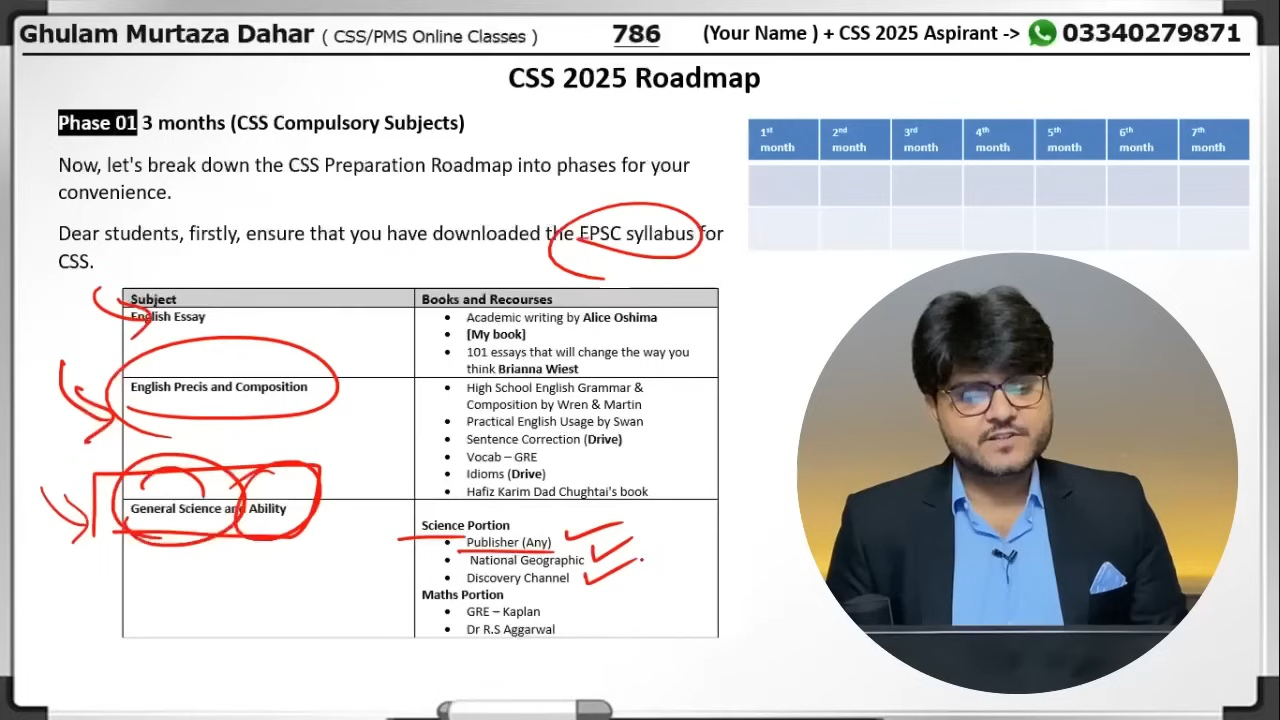 Ghulam Murtaza Dahar ( CSS/PMS Online Classes ) 786 (Your Name ) + CSS 2025 Aspirant -> 03340279871
CSS 2025 Roadmap
Phase 01 3 months (CSS Compulsory Subjects)
Now, let's break down the CSS Preparation Roadmap into phases for your
convenience.
Dear students, firstly, ensure that you have downloaded the FPSC syllabus for
CSS.
1st month 2nd month 3rd month 4th month 5th month 6th month 7th month
Subject Books and Recourses
English Essay
• Academic writing by Alice Oshima
• [My book]
• 101 essays that will change the way you
think Brianna Wiest
English Precis and Composition
• High School English Grammar &
Composition by Wren & Martin
• Practical English Usage by Swan
• Sentence Correction (Drive)
• Vocab – GRE
• Idioms (Drive)
• Hafiz Karim Dad Chughtai's book
General Science and Ability
Science Portion
• Publisher (Any)
• National Geographic
• Discovery Channel
Maths Portion
• GRE – Kaplan
• Dr R.S Aggarwal